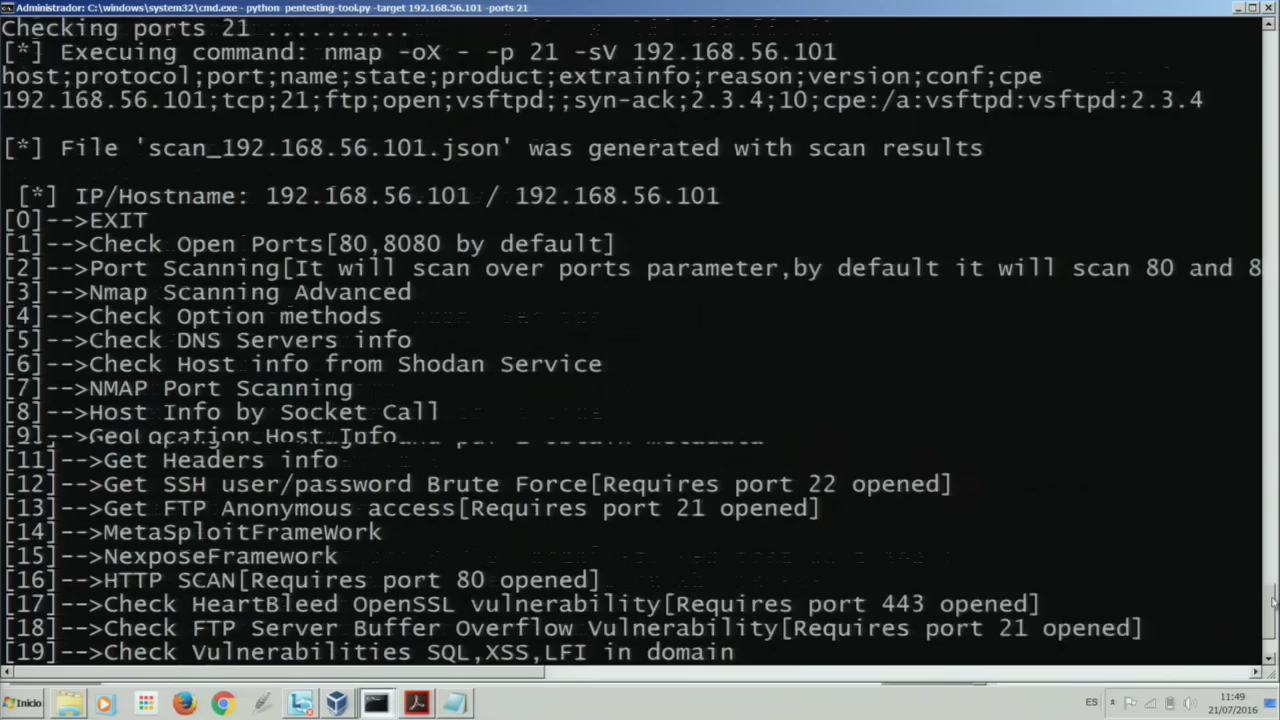 Administrador: C:\windows\system32\cmd.exe - python pentesting-tool.py -target 192.168.56.101 -ports 21
Checking ports 21 ..........
[*] Execuing command: nmap -oX - -p 21 -sV 192.168.56.101
host;protocol;port;name;state;product;extrainfo;reason;version;conf;cpe
192.168.56.101;tcp;21;ftp;open;vsftpd;;syn-ack;2.3.4;10;cpe:/a:vsftpd:vsftpd:2.3.4
[*] File 'scan_192.168.56.101.json' was generated with scan results
[*] IP/Hostname: 192.168.56.101 / 192.168.56.101
[0]-->EXIT
[1]-->Check Open Ports[80,8080 by default]
[2]-->Port Scanning[It will scan over ports parameter,by default it will scan 80 and 8
[3]-->Nmap Scanning Advanced
[4]-->Check Option methods
[5]-->Check DNS Servers info
[6]-->Check Host info from Shodan Service
[7]-->NMAP Port Scanning
[8]-->Host Info by Socket Call
[9]-->GeoLocation Host Info
[11]-->Get Headers info
[12]-->Get SSH user/password Brute Force[Requires port 22 opened]
[13]-->Get FTP Anonymous access[Requires port 21 opened]
[14]-->MetaSploitFrameWork
[15]-->NexposeFramework
[16]-->HTTP SCAN[Requires port 80 opened]
[17]-->Check HeartBleed OpenSSL vulnerability[Requires port 443 opened]
[18]-->Check FTP Server Buffer Overflow Vulnerability[Requires port 21 opened]
[19]-->Check Vulnerabilities SQL,XSS,LFI in domain
Inicio
ES
11:49
21/07/2016